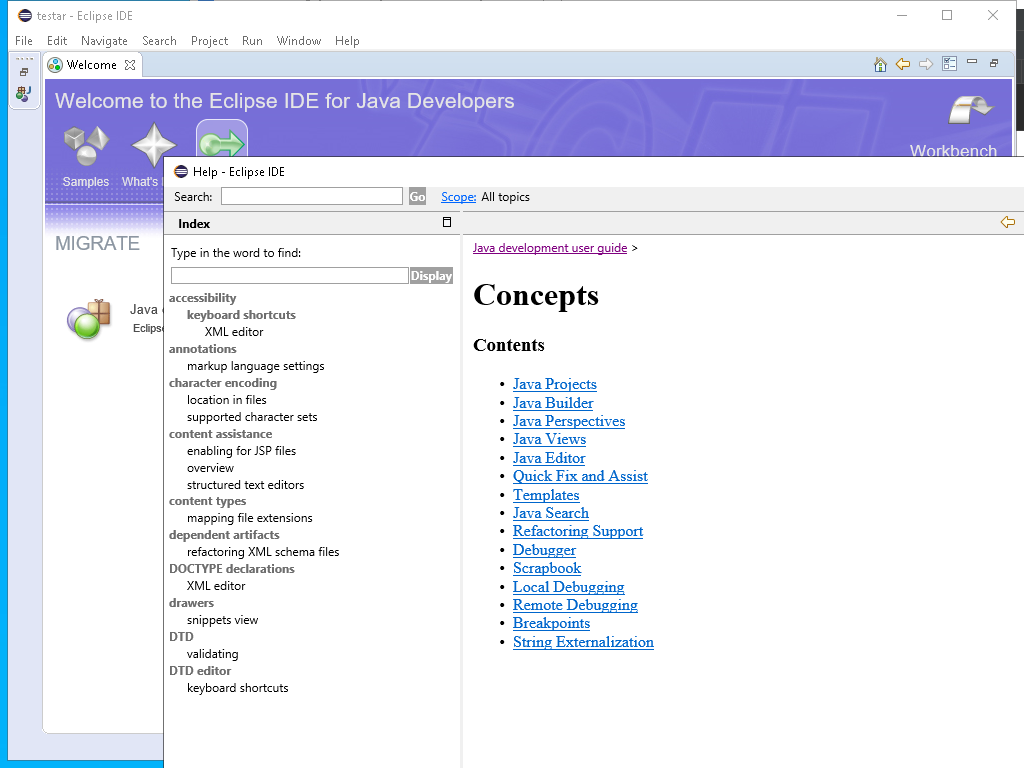 testar - Eclipse IDE
File Edit Navigate Search Project Run Window Help
Welcome
Welcome to the Eclipse IDE for Java Developers
Workbench
Samples What's
MIGRATE
Java
Eclipse
Help - Eclipse IDE
Search: Go Scope: All topics
Index
Type in the word to find:
Display
accessibility
keyboard shortcuts
XML editor
annotations
markup language settings
character encoding
location in files
supported character sets
content assistance
enabling for JSP files
overview
structured text editors
content types
mapping file extensions
dependent artifacts
refactoring XML schema files
DOCTYPE declarations
XML editor
drawers
snippets view
DTD
validating
DTD editor
keyboard shortcuts
Java development user guide >
Concepts
Contents
• Java Projects
• Java Builder
• Java Perspectives
• Java Views
• Java Editor
• Quick Fix and Assist
• Templates
• Java Search
• Refactoring Support
• Debugger
• Scrapbook
• Local Debugging
• Remote Debugging
• Breakpoints
• String Externalization